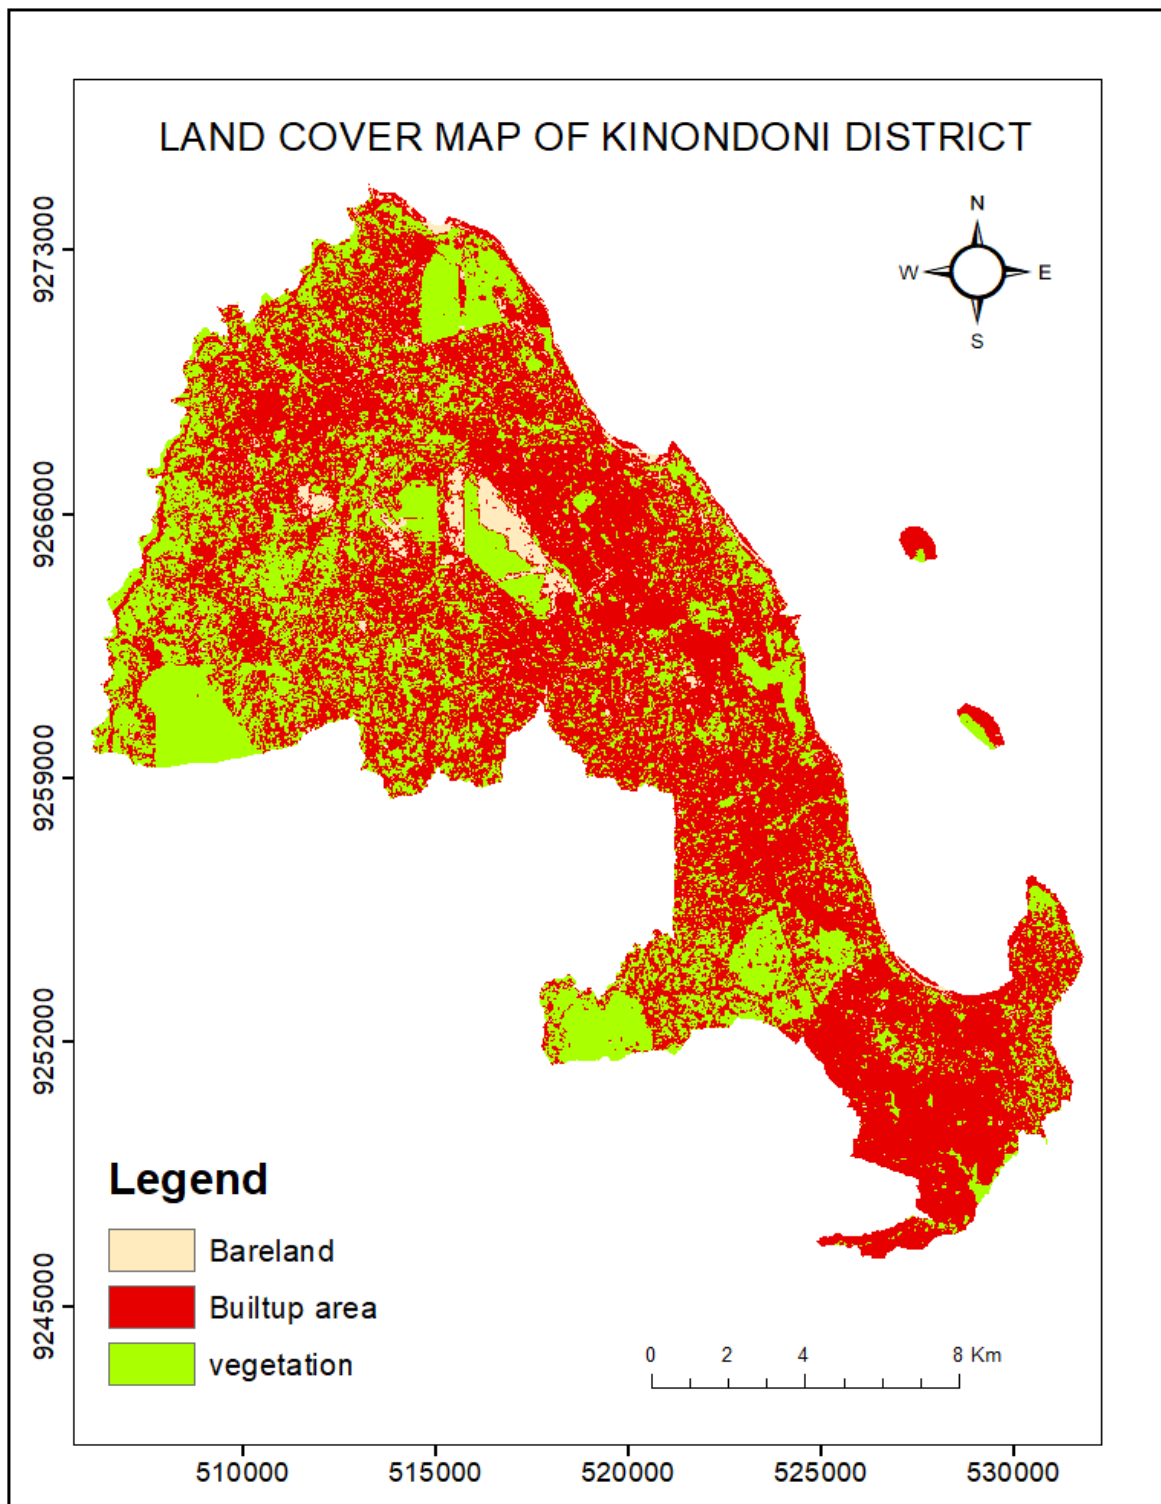 LAND COVER MAP OF KINONDONI DISTRICT
N
W E
S
9273000
9266000
9259000
9252000
9245000
Legend
Bareland
Builtup area
vegetation
0 2 4 8 Km
510000 515000 520000 525000 530000